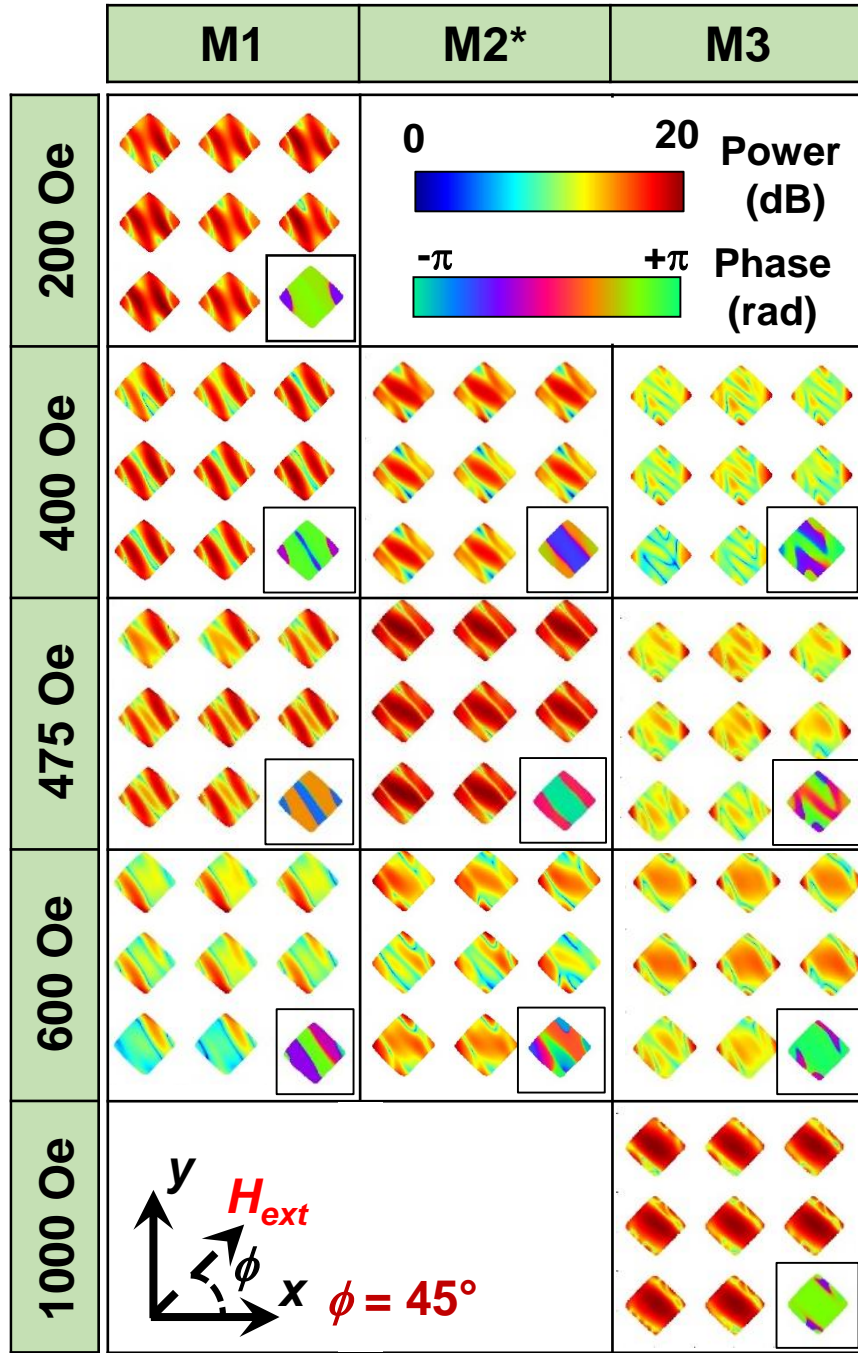 M1 M2* M3
200 Oe
0 20 Power
(dB)
-π +π Phase
(rad)
400 Oe
475 Oe
600 Oe
1000 Oe
y
Hext
ϕ
x ϕ = 45°